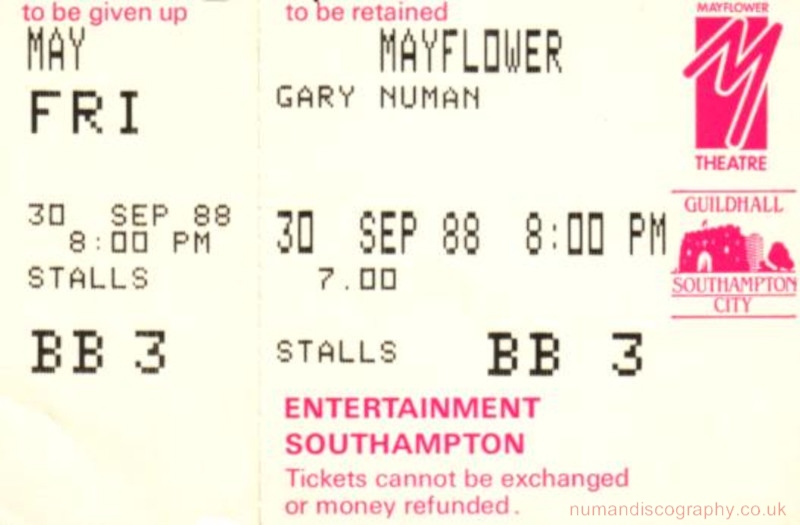 to be given up
MAY
FRI
30 SEP 88
8:00 PM
STALLS
BB 3
to be retained
MAYFLOWER
GARY NUMAN
30 SEP 88 8:00 PM
7.00
STALLS BB 3
ENTERTAINMENT
SOUTHAMPTON
Tickets cannot be exchanged
or money refunded.
MAYFLOWER
THEATRE
GUILDHALL
SOUTHAMPTON
CITY
numandiscography.co.uk